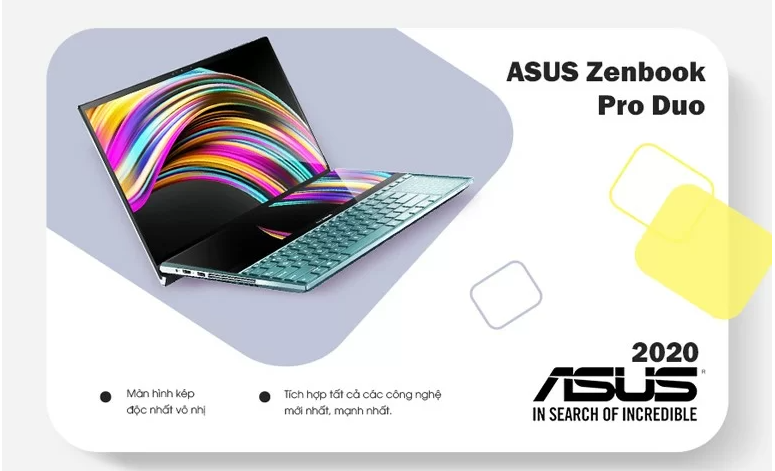 ASUS Zenbook
Pro Duo
2020
ASUS®
IN SEARCH OF INCREDIBLE
Màn hình kép
độc nhất vô nhị
Tích hợp tất cả các công nghệ
mới nhất, mạnh nhất.